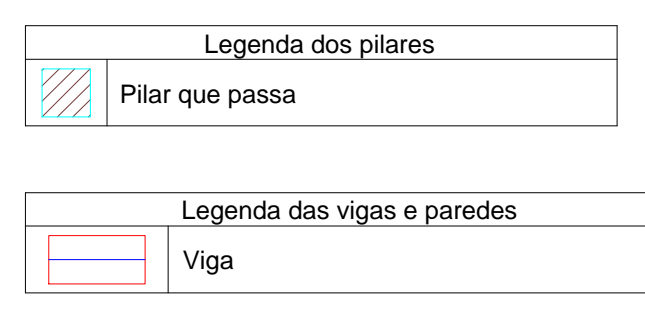 Legenda dos pilares
Pilar que passa
Legenda das vigas e paredes
Viga